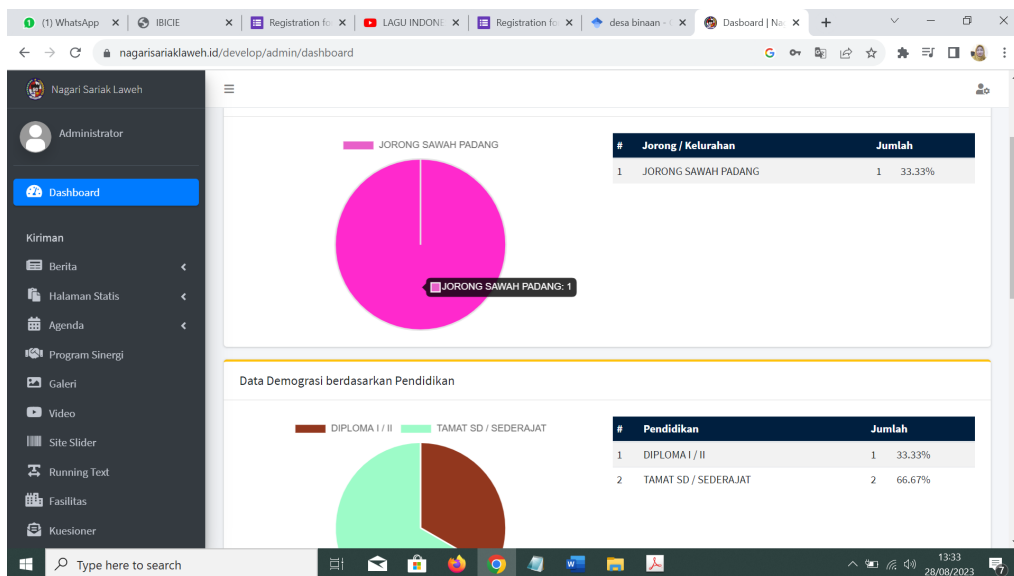 (1) WhatsApp
IBICIE
Registration fo
LAGU INDONE
Registration fo
desa binaan -
Dasboard | Na
nagarisariaklaweh.id/develop/admin/dashboard
Nagari Sariak Laweh
Administrator
Dashboard
Kiriman
Berita
Halaman Statis
Agenda
Program Sinergi
Galeri
Video
Site Slider
Running Text
Fasilitas
Kuesioner
JORONG SAWAH PADANG
JORONG SAWAH PADANG: 1
# Jorong / Kelurahan Jumlah
1 JORONG SAWAH PADANG 1 33.33%
Data Demograsi berdasarkan Pendidikan
DIPLOMA I / II TAMAT SD / SEDERAJAT
# Pendidikan Jumlah
1 DIPLOMA I / II 1 33.33%
2 TAMAT SD / SEDERAJAT 2 66.67%
Type here to search
13:33
28/08/2023
7